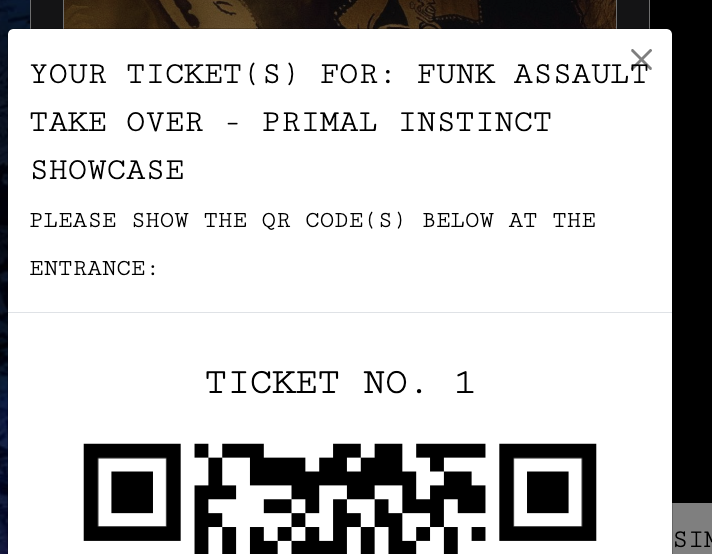 YOUR TICKET(S) FOR: FUNK ASSAULT
TAKE OVER - PRIMAL INSTINCT
SHOWCASE
PLEASE SHOW THE QR CODE(S) BELOW AT THE
ENTRANCE:
TICKET NO. 1